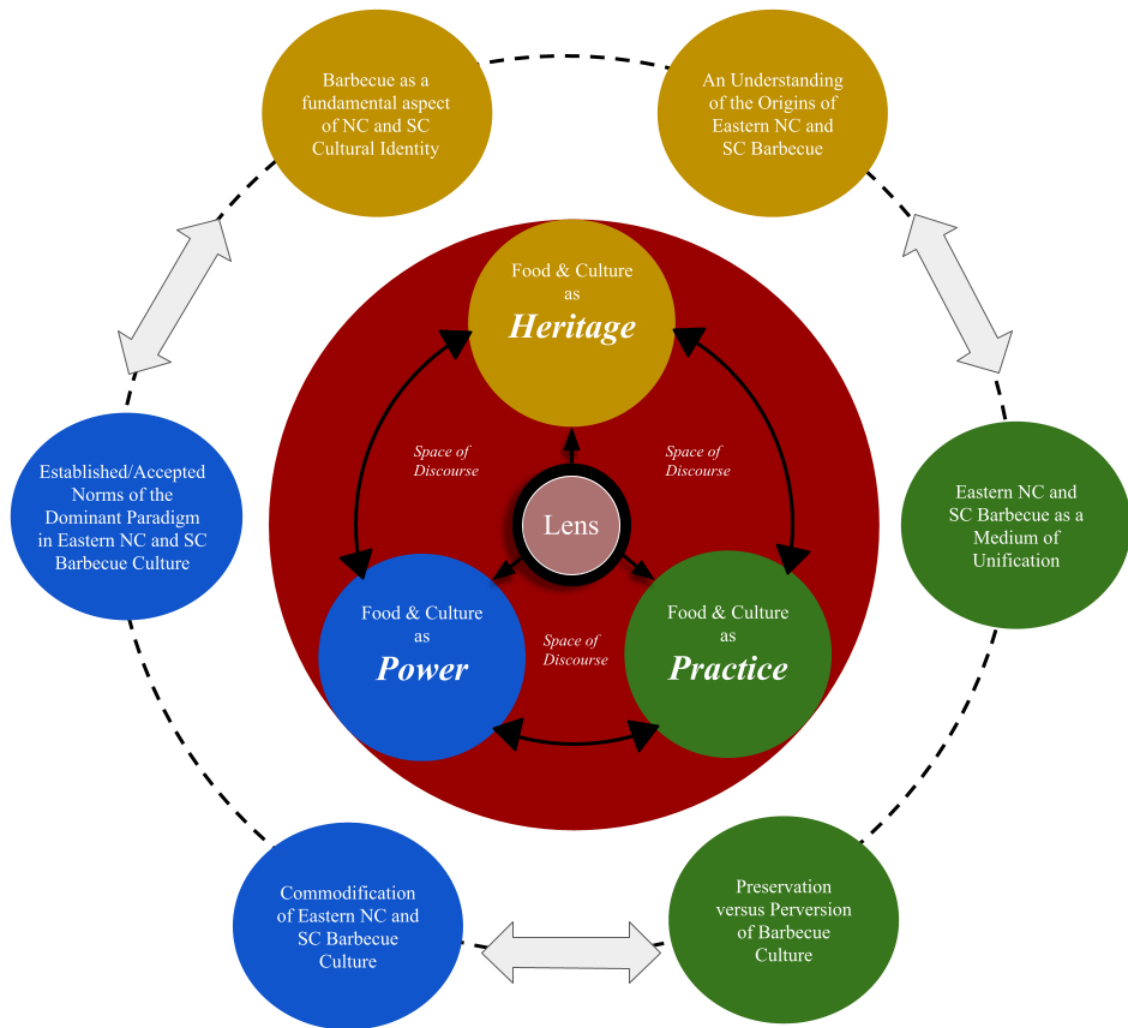 Barbecue as a
fundamental aspect
of NC and SC
Cultural Identity
An Understanding
of the Origins of
Eastern NC and
SC Barbecue
Food & Culture
as
Heritage
Space of
Discourse
Space of
Discourse
Lens
Established/Accepted
Norms of the
Dominant Paradigm
in Eastern NC and SC
Barbecue Culture
Eastern NC and
SC Barbecue as a
Medium of
Unification
Food & Culture
as
Power
Space of
Discourse
Food & Culture
as
Practice
Commodification
of Eastern NC and
SC Barbecue
Culture
Preservation
versus Perversion
of Barbecue
Culture